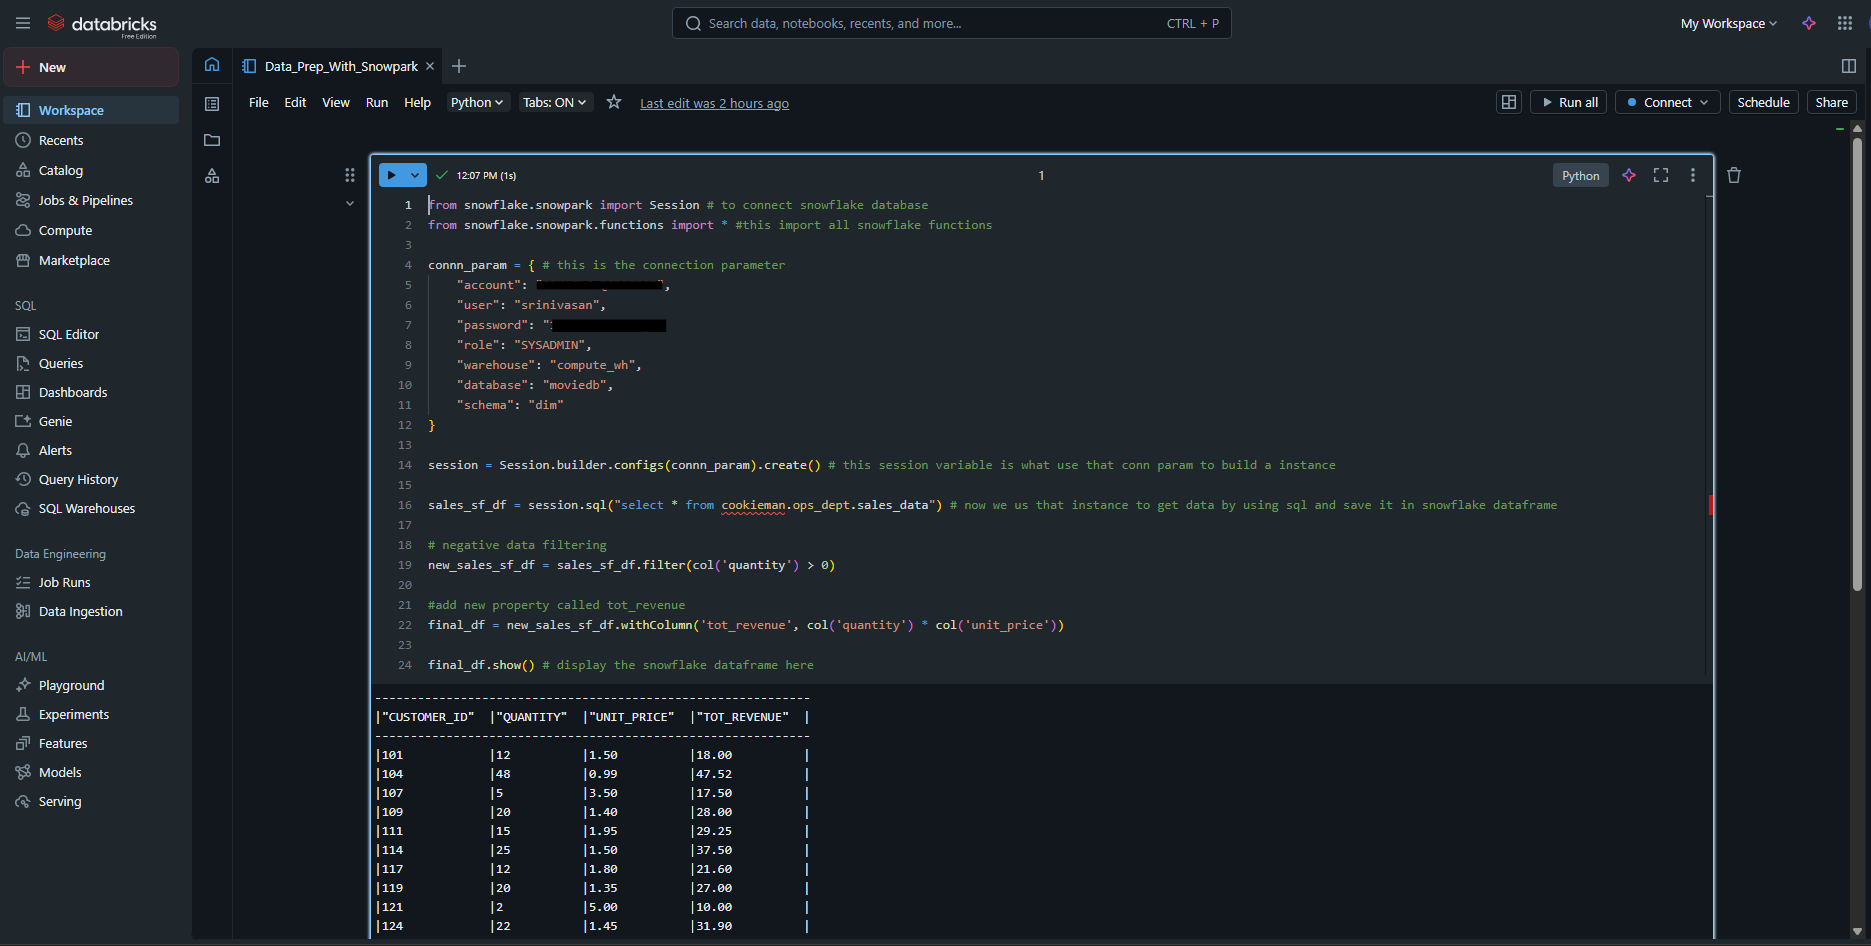 databricks
Free Edition
Search data, notebooks, recents, and more...
CTRL + P
My Workspace
New
Data_Prep_With_Snowpark
File Edit View Run Help Python Tabs: ON Last edit was 2 hours ago
Run all Connect Schedule Share
Workspace
Recents
Catalog
Jobs & Pipelines
Compute
Marketplace
SQL
SQL Editor
Queries
Dashboards
Genie
Alerts
Query History
SQL Warehouses
Data Engineering
Job Runs
Data Ingestion
AI/ML
Playground
Experiments
Features
Models
Serving
12:07 PM (1s)
1
Python
1 from snowflake.snowpark import Session # to connect snowflake database
2 from snowflake.snowpark.functions import * #this import all snowflake functions
3
4 connn_param = { # this is the connection parameter
5 "account": "",
6 "user": "srinivasan",
7 "password": "
8 "role": "SYSADMIN",
9 "warehouse": "compute_wh",
10 "database": "moviedb",
11 "schema": "dim"
12 }
13
14 session = Session.builder.configs(connn_param).create() # this session variable is what use that conn param to build a instance
15
16 sales_sf_df = session.sql("select * from cookieman.ops_dept.sales_data") # now we us that instance to get data by using sql and save it in snowflake dataframe
17
18 # negative data filtering
19 new_sales_sf_df = sales_sf_df.filter(col('quantity') > 0)
20
21 #add new property called tot_revenue
22 final_df = new_sales_sf_df.withColumn('tot_revenue', col('quantity') * col('unit_price'))
23
24 final_df.show() # display the snowflake dataframe here
-------------------------------------------------------------
|"CUSTOMER_ID" |"QUANTITY" |"UNIT_PRICE" |"TOT_REVENUE" |
-------------------------------------------------------------
|101 |12 |1.50 |18.00 |
|104 |48 |0.99 |47.52 |
|107 |5 |3.50 |17.50 |
|109 |20 |1.40 |28.00 |
|111 |15 |1.95 |29.25 |
|114 |25 |1.50 |37.50 |
|117 |12 |1.80 |21.60 |
|119 |20 |1.35 |27.00 |
|121 |2 |5.00 |10.00 |
|124 |22 |1.45 |31.90 |